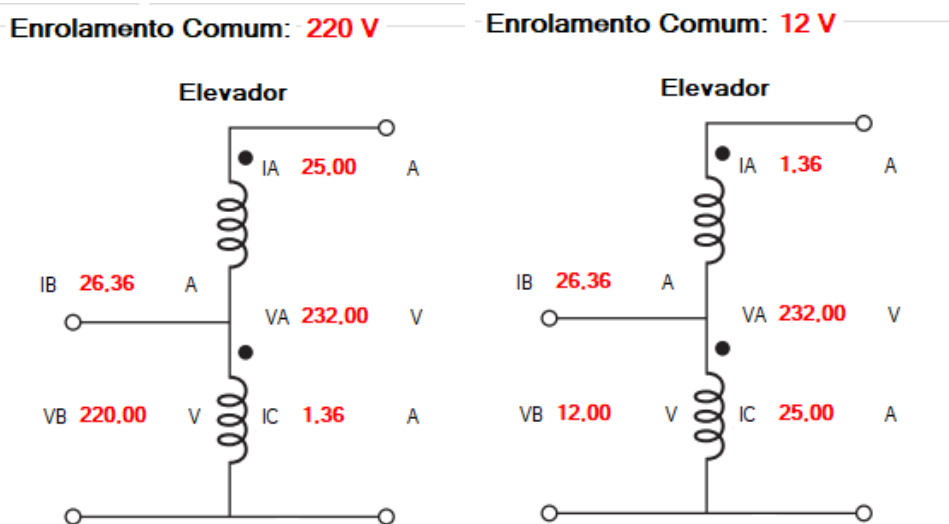 Enrolamento Comum: 220 V
Elevador
IA 25,00 A
IB 26,36 A
VA 232,00 V
VB 220,00 V
IC 1,36 A
Enrolamento Comum: 12 V
Elevador
IA 1,36 A
IB 26,36 A
VA 232,00 V
VB 12,00 V
IC 25,00 A